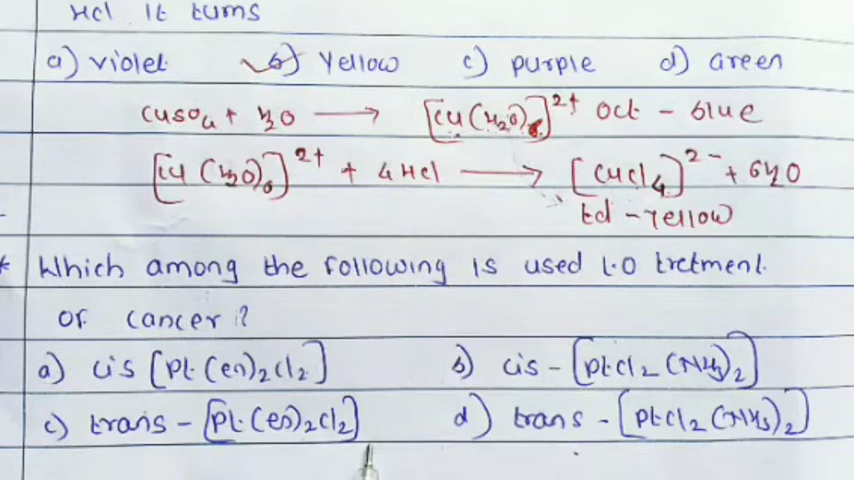 Hcl It turns
a) violet b) Yellow c) purple d) Green
CuSO4 + H2O → [Cu(H2O)6]2+ Oct - blue
[Cu(H2O)6]2+ + 4Hcl → [CuCl4]2- + 6H2O
td - Yellow
* Which among the following is used I.O tretment
of cancer?
a) cis [Pt(en)2Cl2] b) cis - [PtCl2(NH3)2]
c) trans - [Pt(en)2Cl2] d) trans - [PtCl2(NH3)2]